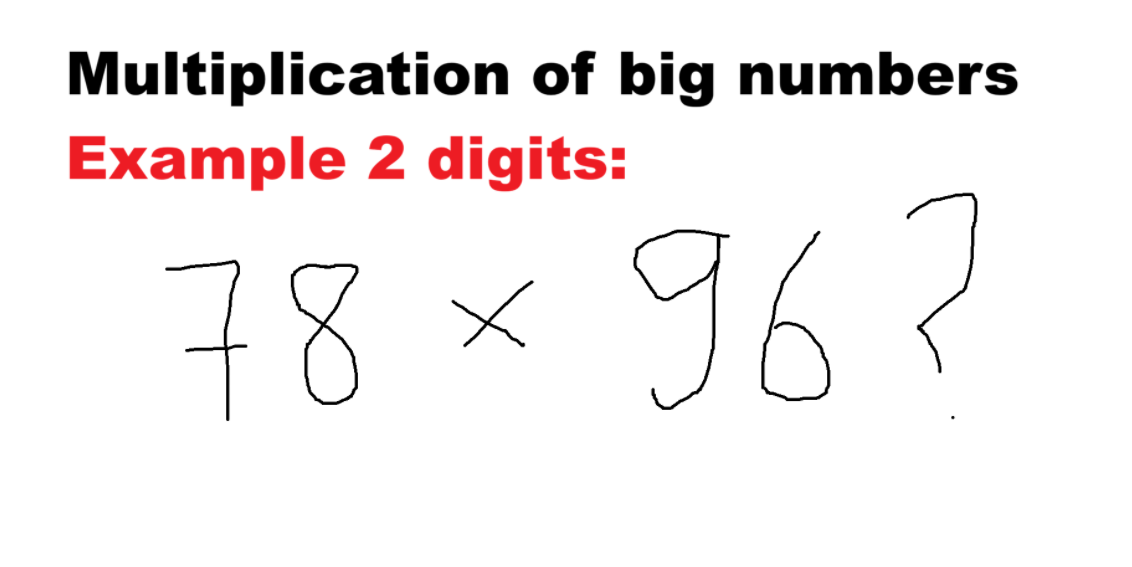 Multiplication of big numbers
Example 2 digits:
78 × 96?